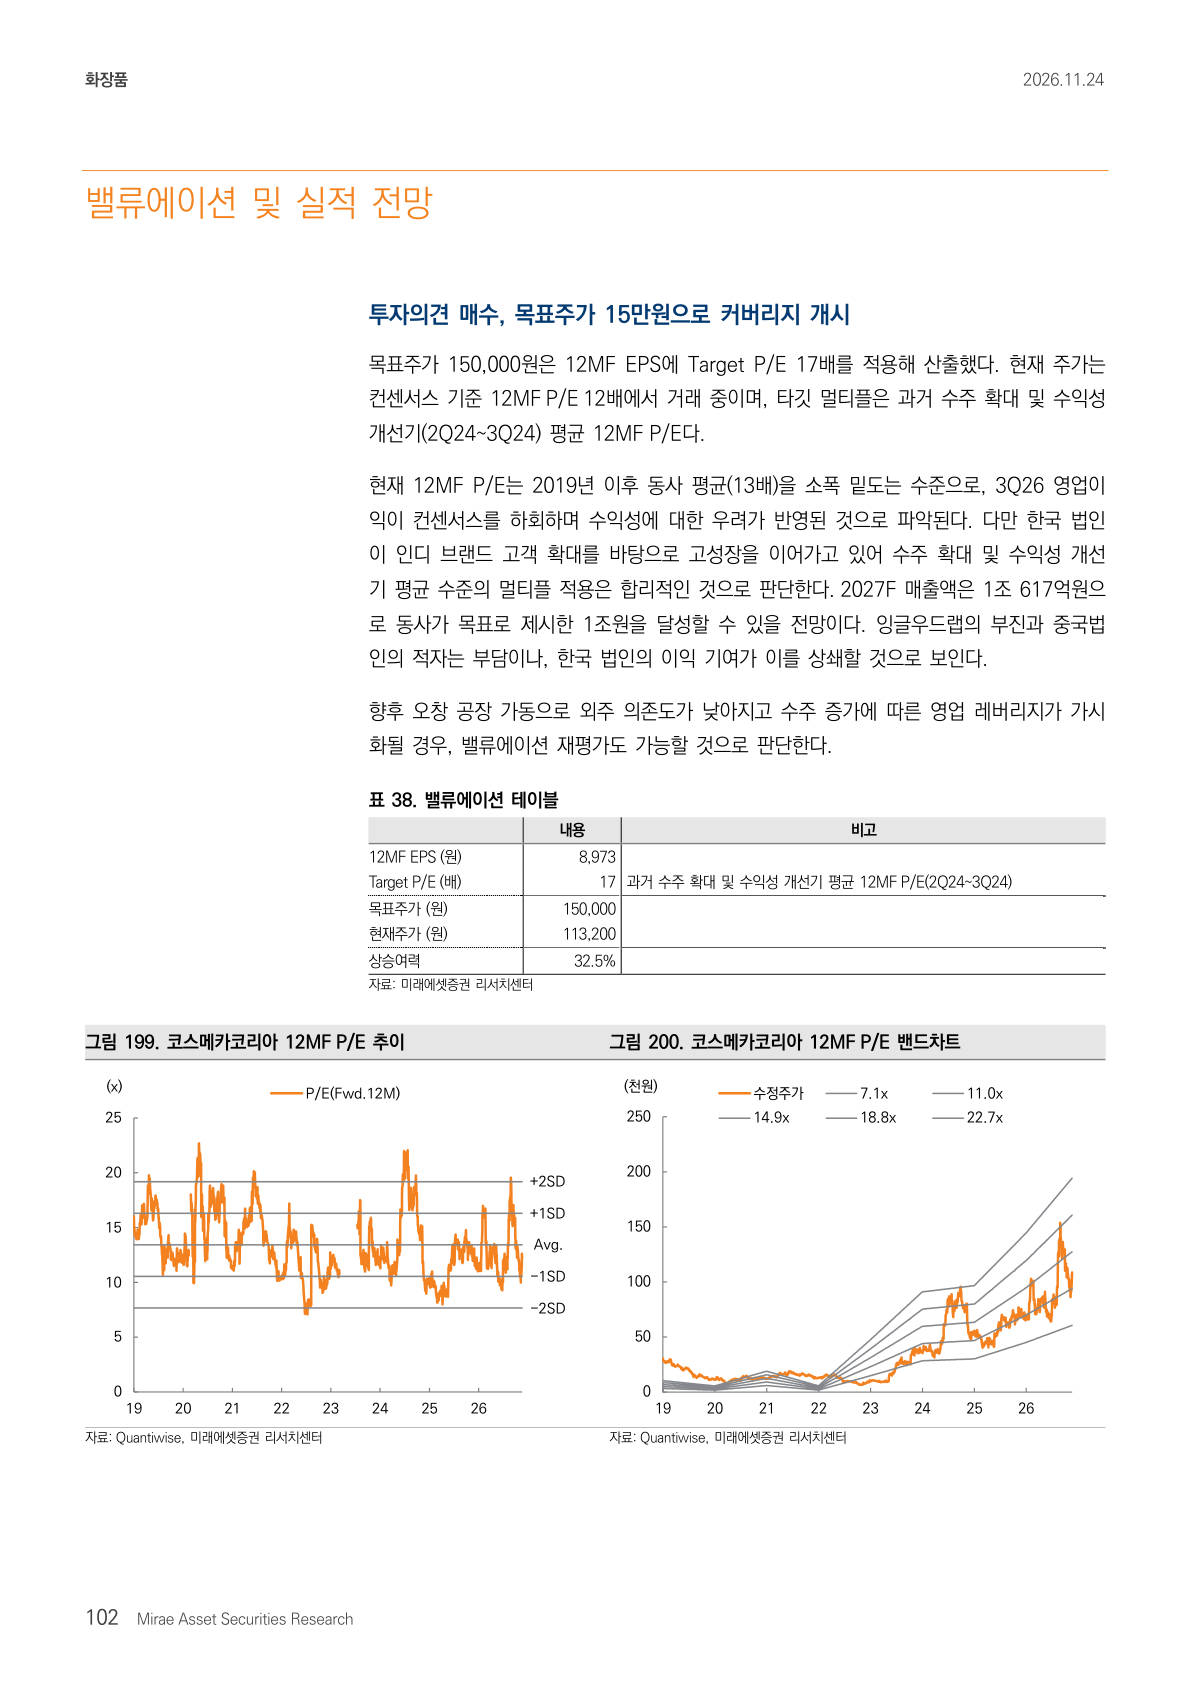 화장품
2026.11.24
밸류에이션 및 실적 전망
투자의견 매수, 목표주가 15만원으로 커버리지 개시
목표주가 150,000원은 12MF EPS에 Target P/E 17배를 적용해 산출했다. 현재 주가는
컨센서스 기준 12MF P/E 12배에서 거래 중이며, 타깃 멀티플은 과거 수주 확대 및 수익성
개선기(2Q24~3Q24) 평균 12MF P/E다.
현재 12MF P/E는 2019년 이후 동사 평균(13배)을 소폭 밑도는 수준으로, 3Q26 영업이
익이 컨센서스를 하회하며 수익성에 대한 우려가 반영된 것으로 파악된다. 다만 한국 법인
이 인디 브랜드 고객 확대를 바탕으로 고성장을 이어가고 있어 수주 확대 및 수익성 개선
기 평균 수준의 멀티플 적용은 합리적인 것으로 판단한다. 2027F 매출액은 1조 617억원으
로 동사가 목표로 제시한 1조원을 달성할 수 있을 전망이다. 잉글우드랩의 부진과 중국법
인의 적자는 부담이나, 한국 법인의 이익 기여가 이를 상쇄할 것으로 보인다.
향후 오창 공장 가동으로 외주 의존도가 낮아지고 수주 증가에 따른 영업 레버리지가 가시
화될 경우, 밸류에이션 재평가도 가능할 것으로 판단한다.
표 38. 밸류에이션 테이블
내용 비고
12MF EPS (원) 8,973
Target P/E (배) 17 과거 수주 확대 및 수익성 개선기 평균 12MF P/E(2Q24~3Q24)
목표주가 (원) 150,000
현재주가 (원) 113,200
상승여력 32.5%
자료: 미래에셋증권 리서치센터
그림 199. 코스메카코리아 12MF P/E 추이
(x)
P/E(Fwd.12M)
25
20
15
10
5
0
+2SD
+1SD
Avg.
-1SD
-2SD
19 20 21 22 23 24 25 26
자료: Quantiwise, 미래에셋증권 리서치센터
그림 200. 코스메카코리아 12MF P/E 밴드차트
(천원)
수정주가 7.1x 11.0x
14.9x 18.8x 22.7x
250
200
150
100
50
0
19 20 21 22 23 24 25 26
자료: Quantiwise, 미래에셋증권 리서치센터
102 Mirae Asset Securities Research